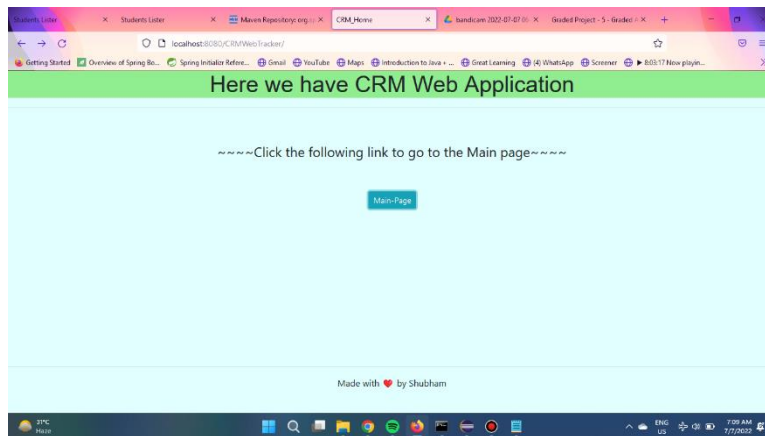 Students Lister
Students Lister
Maven Repository: org.sp
CRM_Home
bandicam 2022-07-07
Graded Project - 5 - Graded
localhost:8080/CRMWebTracker/
Getting Started
Overview of Spring Bo...
Spring Initializr Refere...
Gmail
YouTube
Maps
Introduction to Java + ...
Great Learning
(4) WhatsApp
Screener
8:03:17 Now playin...
Here we have CRM Web Application
~~~~Click the following link to go to the Main page~~~~
Main-Page
Made with ❤ by Shubham
31°C
Haze
ENG
US
7:09 AM
7/7/2022